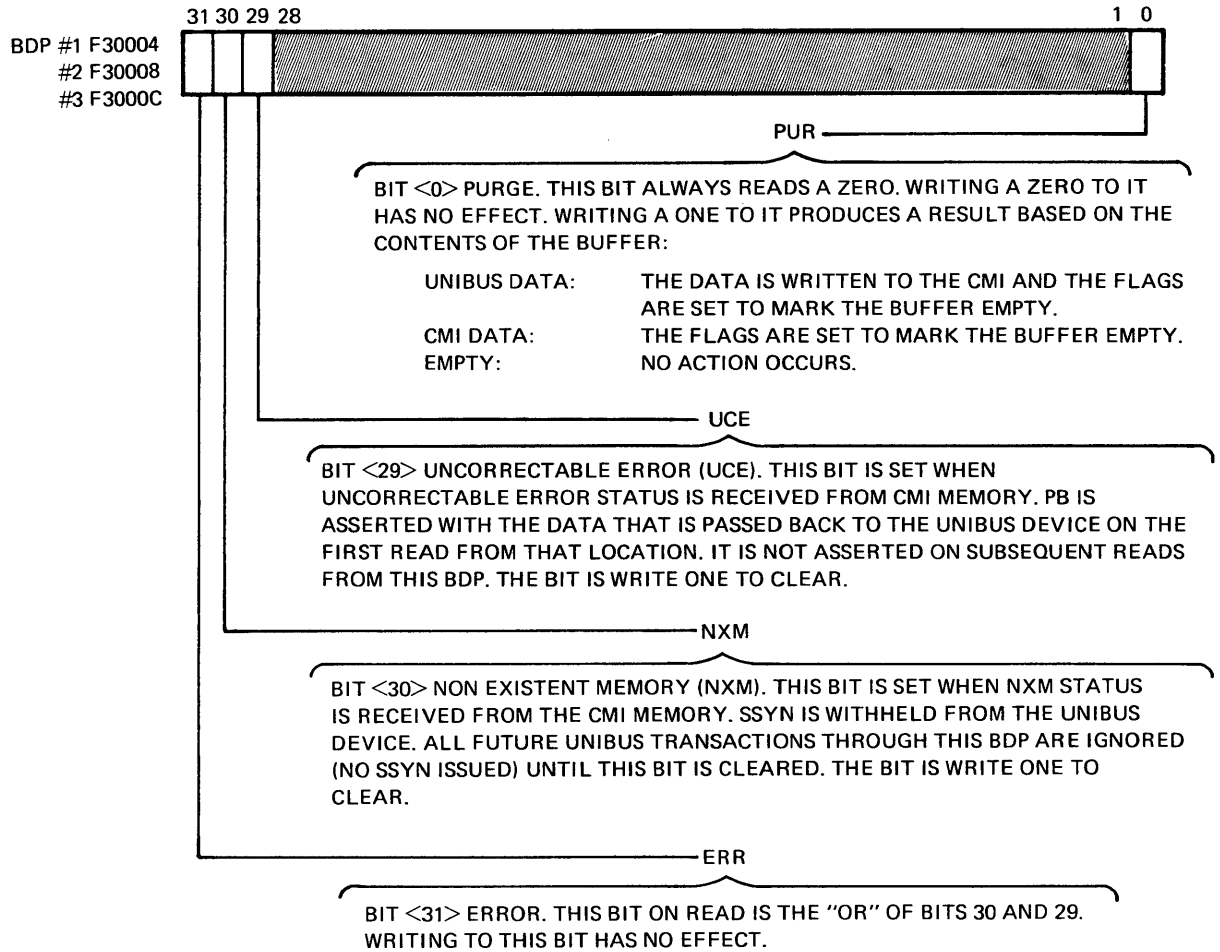 31 30 29 28 1 0
BDP #1 F30004
#2 F30008
#3 F3000C
PUR
BIT <0> PURGE. THIS BIT ALWAYS READS A ZERO. WRITING A ZERO TO IT
HAS NO EFFECT. WRITING A ONE TO IT PRODUCES A RESULT BASED ON THE
CONTENTS OF THE BUFFER:
UNIBUS DATA: THE DATA IS WRITTEN TO THE CMI AND THE FLAGS
ARE SET TO MARK THE BUFFER EMPTY.
CMI DATA: THE FLAGS ARE SET TO MARK THE BUFFER EMPTY.
EMPTY: NO ACTION OCCURS.
UCE
BIT <29> UNCORRECTABLE ERROR (UCE). THIS BIT IS SET WHEN
UNCORRECTABLE ERROR STATUS IS RECEIVED FROM CMI MEMORY. PB IS
ASSERTED WITH THE DATA THAT IS PASSED BACK TO THE UNIBUS DEVICE ON THE
FIRST READ FROM THAT LOCATION. IT IS NOT ASSERTED ON SUBSEQUENT READS
FROM THIS BDP. THE BIT IS WRITE ONE TO CLEAR.
NXM
BIT <30> NON EXISTENT MEMORY (NXM). THIS BIT IS SET WHEN NXM STATUS
IS RECEIVED FROM THE CMI MEMORY. SSYN IS WITHHELD FROM THE UNIBUS
DEVICE. ALL FUTURE UNIBUS TRANSACTIONS THROUGH THIS BDP ARE IGNORED
(NO SSYN ISSUED) UNTIL THIS BIT IS CLEARED. THE BIT IS WRITE ONE TO
CLEAR.
ERR
BIT <31> ERROR. THIS BIT ON READ IS THE "OR" OF BITS 30 AND 29.
WRITING TO THIS BIT HAS NO EFFECT.